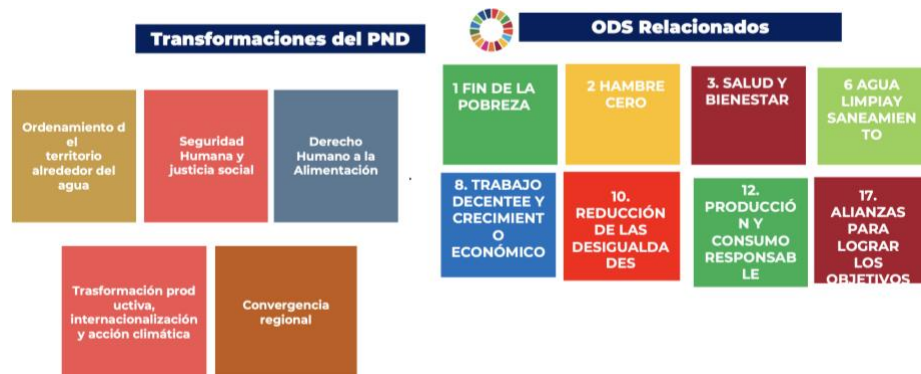 Transformaciones del PND
Ordenamiento d
el
territorio
alrededor del
agua
Seguridad
Humana y
justicia social
Derecho
Humano a la
Alimentación
.
Trasformación prod
uctiva,
internacionalización
y acción climática
Convergencia
regional
ODS Relacionados
1 FIN DE LA
POBREZA
2 HAMBRE
CERO
3. SALUD Y
BIENESTAR
6 AGUA
LIMPIAY
SANEAMIEN
TO
8. TRABAJO
DECENTEE Y
CRECIMIENT
O
ECONÓMICO
10.
REDUCCIÓN
DE LAS
DESIGUALDA
DES
12.
PRODUCCIÓ
N Y
CONSUMO
RESPONSAB
LE
17.
ALIANZAS
PARA
LOGRAR
LOS
OBJETIVOS